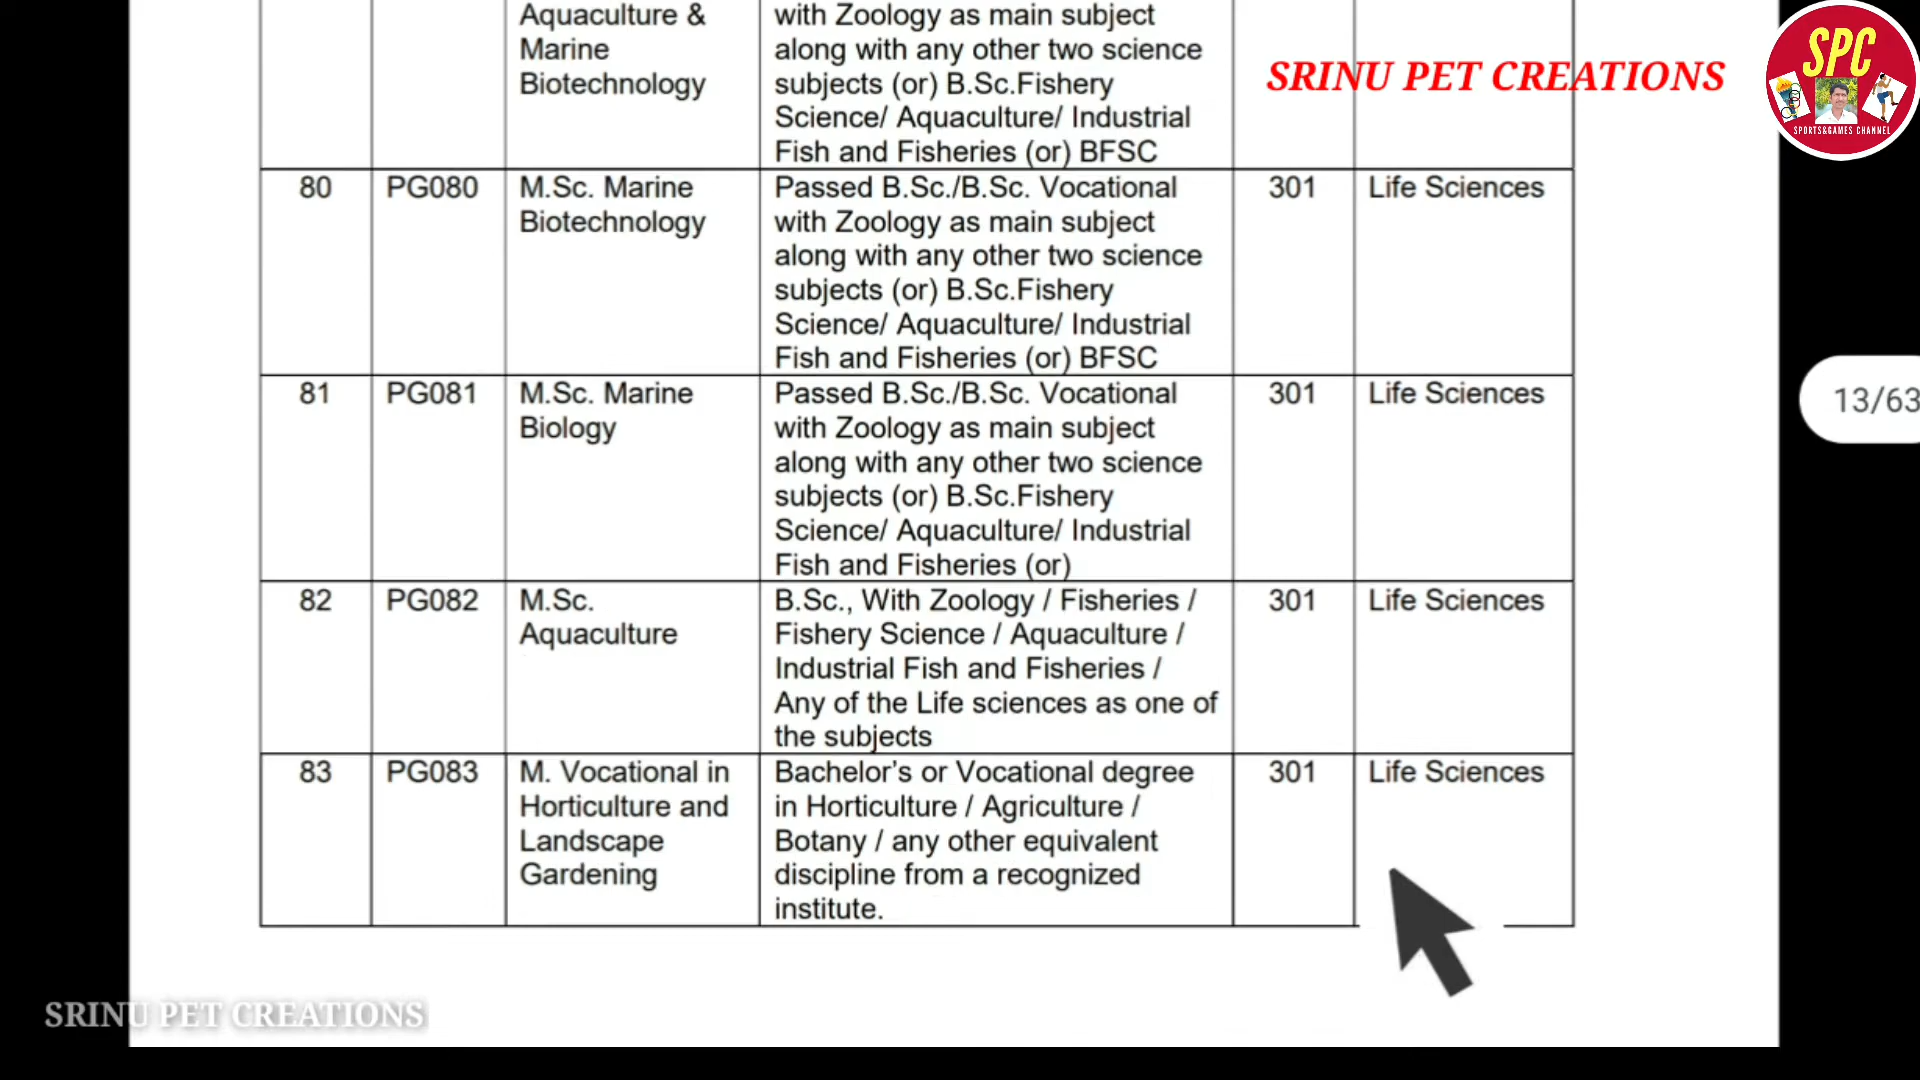 Aquaculture &
Marine
Biotechnology
with Zoology as main subject
along with any other two science
subjects (or) B.Sc.Fishery
Science/ Aquaculture/ Industrial
Fish and Fisheries (or) BFSC
SRINU PET CREATIONS
SPC
SPORTS&GAMES CHANNEL
80
PG080
M.Sc. Marine
Biotechnology
Passed B.Sc./B.Sc. Vocational
with Zoology as main subject
along with any other two science
subjects (or) B.Sc.Fishery
Science/ Aquaculture/ Industrial
Fish and Fisheries (or) BFSC
301
Life Sciences
81
PG081
M.Sc. Marine
Biology
Passed B.Sc./B.Sc. Vocational
with Zoology as main subject
along with any other two science
subjects (or) B.Sc.Fishery
Science/ Aquaculture/ Industrial
Fish and Fisheries (or)
301
Life Sciences
13/63
82
PG082
M.Sc.
Aquaculture
B.Sc., With Zoology / Fisheries /
Fishery Science / Aquaculture /
Industrial Fish and Fisheries /
Any of the Life sciences as one of
the subjects
301
Life Sciences
83
PG083
M. Vocational in
Horticulture and
Landscape
Gardening
Bachelor's or Vocational degree
in Horticulture / Agriculture /
Botany / any other equivalent
discipline from a recognized
institute.
301
Life Sciences
SRINU PET CREATIONS